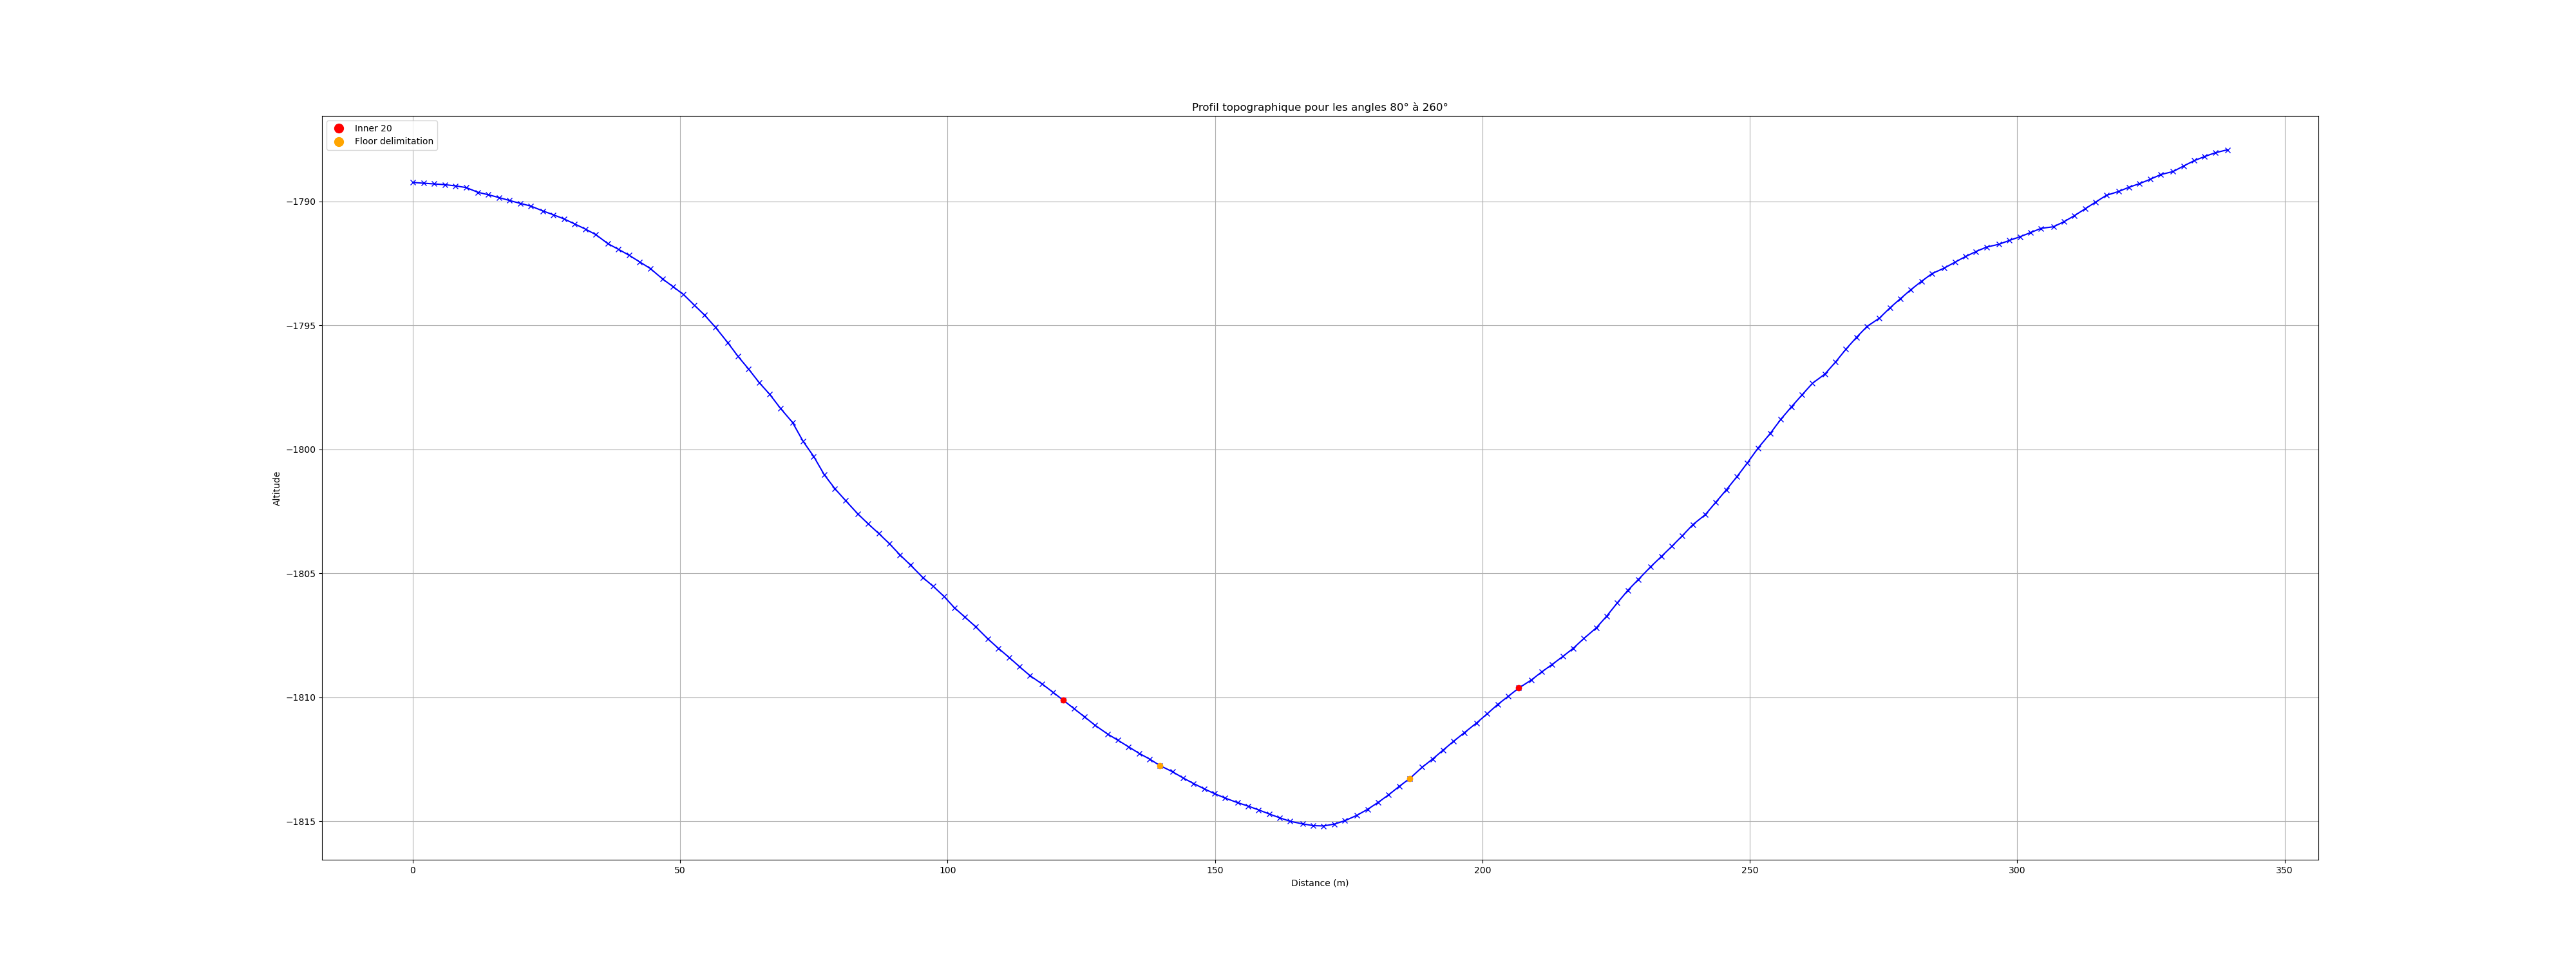 Profil topographique pour les angles 80° à 260°
Inner 20
Floor delimitation
−1790
−1795
−1800
−1805
−1810
−1815
Altitude
0 50 100 150 200 250 300 350
Distance (m)